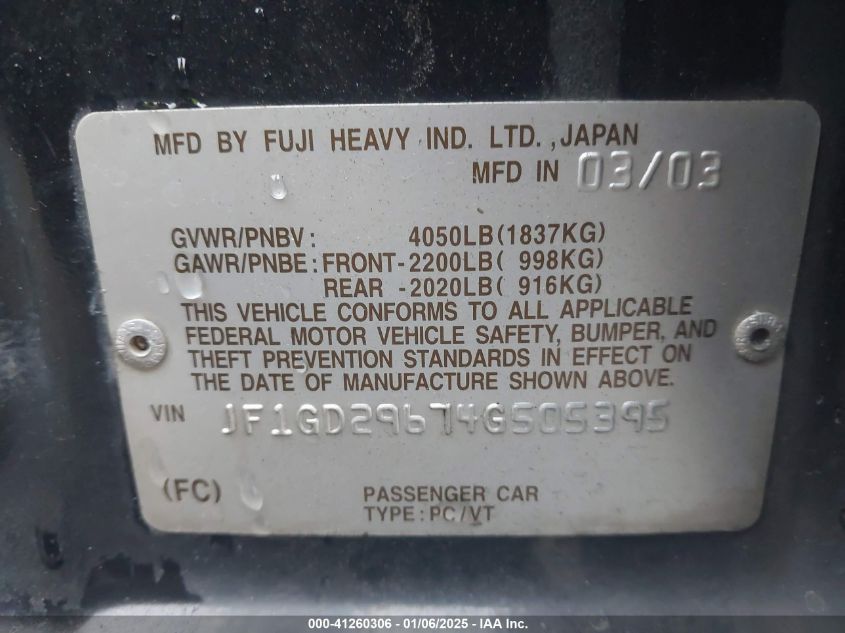 MFD BY FUJI HEAVY IND. LTD., JAPAN
MFD IN 03/03
GVWR/PNBV: 4050LB(1837KG)
GAWR/PNBE: FRONT-2200LB( 998KG)
REAR -2020LB( 916KG)
THIS VEHICLE CONFORMS TO ALL APPLICABLE
FEDERAL MOTOR VEHICLE SAFETY, BUMPER, AND
THEFT PREVENTION STANDARDS IN EFFECT ON
THE DATE OF MANUFACTURE SHOWN ABOVE.
VIN JF1GD29674G505395
(FC) PASSENGER CAR
TYPE: PC/VT
000-41260306 - 01/06/2025 - IAA Inc.